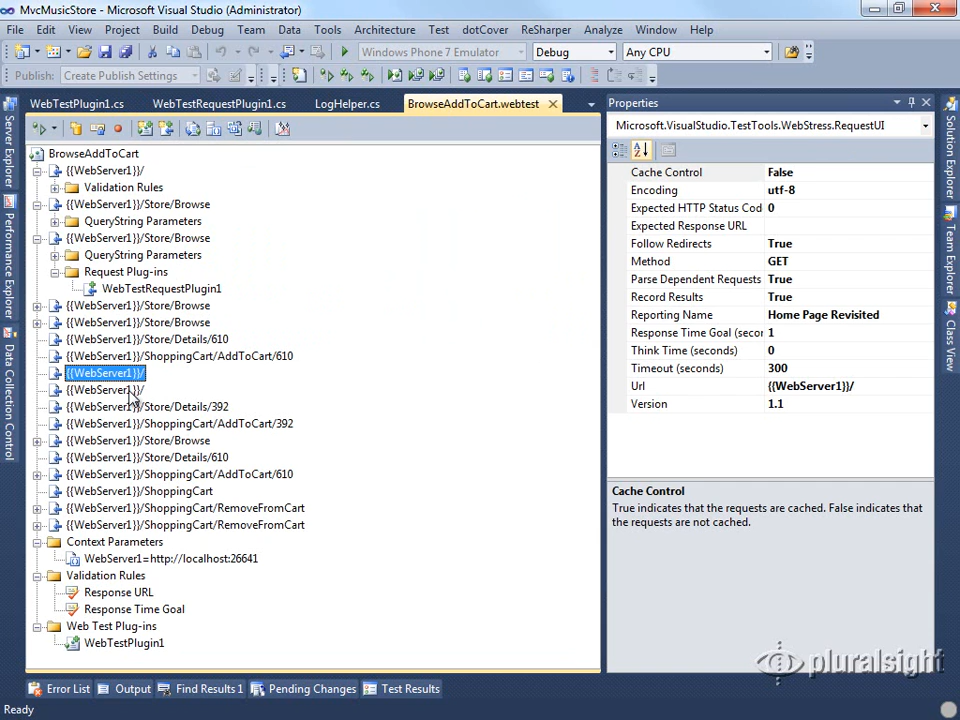 MvcMusicStore - Microsoft Visual Studio (Administrator)
File Edit View Project Build Debug Team Data Tools Architecture Test dotCover ReSharper Analyze Window Help
Windows Phone 7 Emulator Debug Any CPU
Publish: Create Publish Settings
WebTestPlugin1.cs WebTestRequestPlugin1.cs LogHelper.cs BrowseAddToCart.webtest
Properties
Microsoft.VisualStudio.TestTools.WebStress.RequestUI
Server Explorer
Performance Explorer
Data Collection Control
Solution Explorer
Team Explorer
Class View
BrowseAddToCart
{{WebServer1}}/
Validation Rules
{{WebServer1}}/Store/Browse
QueryString Parameters
{{WebServer1}}/Store/Browse
QueryString Parameters
Request Plug-ins
WebTestRequestPlugin1
{{WebServer1}}/Store/Browse
{{WebServer1}}/Store/Browse
{{WebServer1}}/Store/Details/610
{{WebServer1}}/ShoppingCart/AddToCart/610
{{WebServer1}}/
{{WebServer1}}/
{{WebServer1}}/Store/Details/392
{{WebServer1}}/ShoppingCart/AddToCart/392
{{WebServer1}}/Store/Browse
{{WebServer1}}/Store/Details/610
{{WebServer1}}/ShoppingCart/AddToCart/610
{{WebServer1}}/ShoppingCart
{{WebServer1}}/ShoppingCart/RemoveFromCart
{{WebServer1}}/ShoppingCart/RemoveFromCart
Context Parameters
WebServer1=http://localhost:26641
Validation Rules
Response URL
Response Time Goal
Web Test Plug-ins
WebTestPlugin1
Cache Control False
Encoding utf-8
Expected HTTP Status Cod 0
Expected Response URL
Follow Redirects True
Method GET
Parse Dependent Requests True
Record Results True
Reporting Name Home Page Revisited
Response Time Goal (secor 1
Think Time (seconds) 0
Timeout (seconds) 300
Url {{WebServer1}}/
Version 1.1
Cache Control
True indicates that the requests are cached. False indicates that
the requests are not cached.
pluralsight
Error List Output Find Results 1 Pending Changes Test Results
Ready